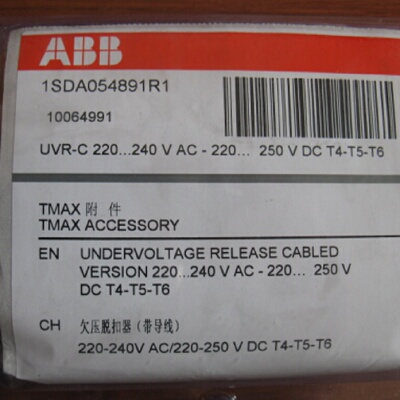 ABB
1SDA054891R1
10064991
UVR-C 220...240 V AC - 220... 250 V DC T4-T5-T6
TMAX 附 件
TMAX ACCESSORY
EN UNDERVOLTAGE RELEASE CABLED
VERSION 220...240 V AC - 220... 250 V
DC T4-T5-T6
CH 欠压脱扣器（带导线）
220-240V AC/220-250 V DC T4-T5-T6